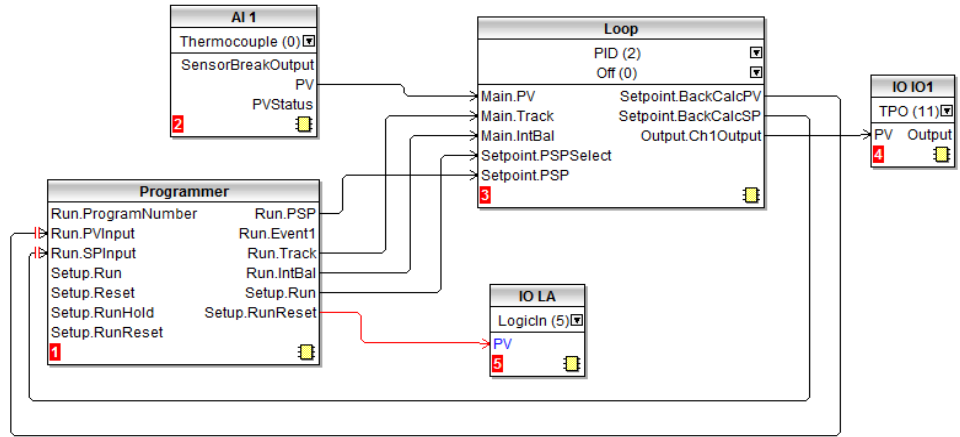 AI 1
Thermocouple (0)
SensorBreakOutput
PV
PVStatus
2
Loop
PID (2)
Off (0)
Main.PV Setpoint.BackCalcPV
Main.Track Setpoint.BackCalcSP
Main.IntBal Output.Ch1Output
Setpoint.PSPSelect
Setpoint.PSP
3
IO IO1
TPO (11)
PV Output
4
Programmer
Run.ProgramNumber Run.PSP
Run.PVInput Run.Event1
Run.SPInput Run.Track
Setup.Run Run.IntBal
Setup.Reset Setup.Run
Setup.RunHold Setup.RunReset
Setup.RunReset
1
IO LA
LogicIn (5)
PV
5